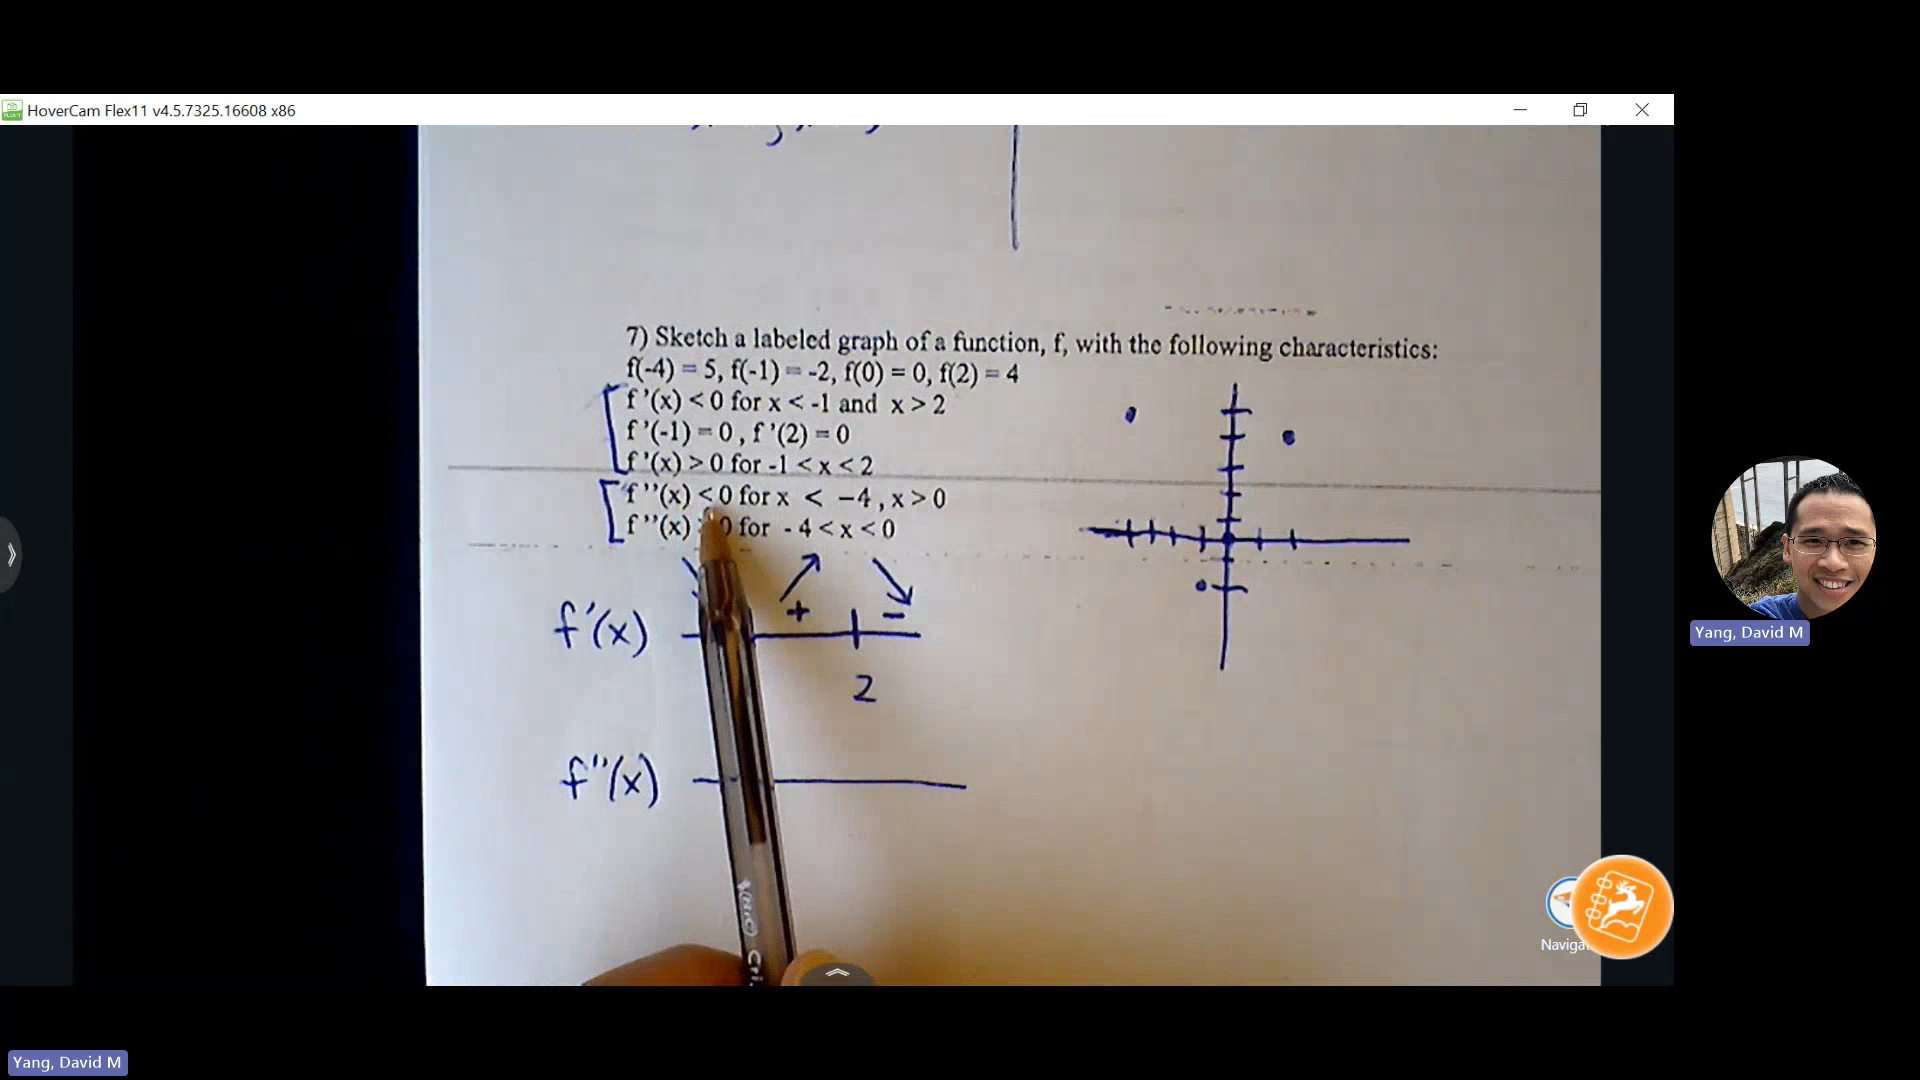 HoverCam Flex11 v4.5.7325.16608 x86
7) Sketch a labeled graph of a function, f, with the following characteristics:
f(-4) = 5, f(-1) = -2, f(0) = 0, f(2) = 4
f '(x) < 0 for x < -1 and x > 2
f '(-1) = 0 , f '(2) = 0
f '(x) > 0 for -1 < x < 2
f ''(x) < 0 for x < −4 , x > 0
f ''(x) > 0 for - 4 < x < 0
+ −
f'(x)
2
f"(x)
Yang, David M
Yang, David M